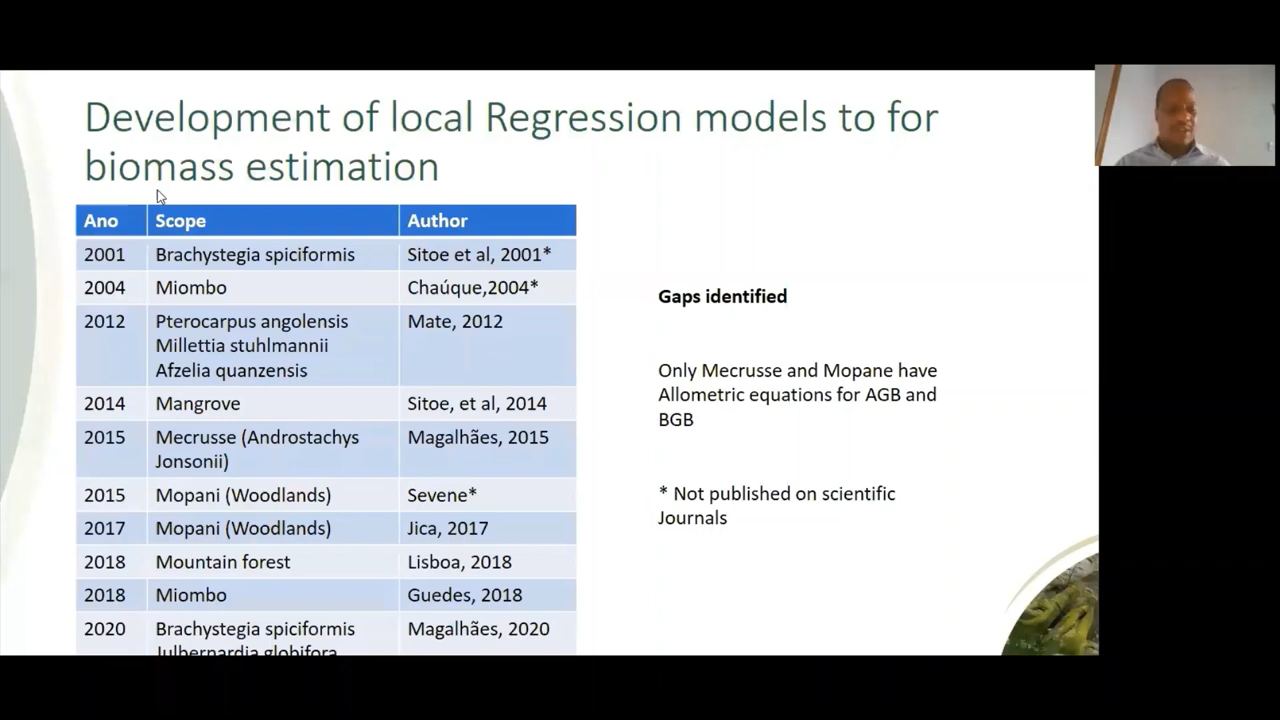 Development of local Regression models to for
biomass estimation
Ano Scope Author
2001 Brachystegia spiciformis Sitoe et al, 2001*
2004 Miombo Chaúque,2004*
2012 Pterocarpus angolensis Mate, 2012
Millettia stuhlmannii
Afzelia quanzensis
2014 Mangrove Sitoe, et al, 2014
2015 Mecrusse (Androstachys Magalhães, 2015
Jonsonii)
2015 Mopani (Woodlands) Sevene*
2017 Mopani (Woodlands) Jica, 2017
2018 Mountain forest Lisboa, 2018
2018 Miombo Guedes, 2018
2020 Brachystegia spiciformis Magalhães, 2020
Julbernardia globifora
Gaps identified
Only Mecrusse and Mopane have
Allometric equations for AGB and
BGB
* Not published on scientific
Journals